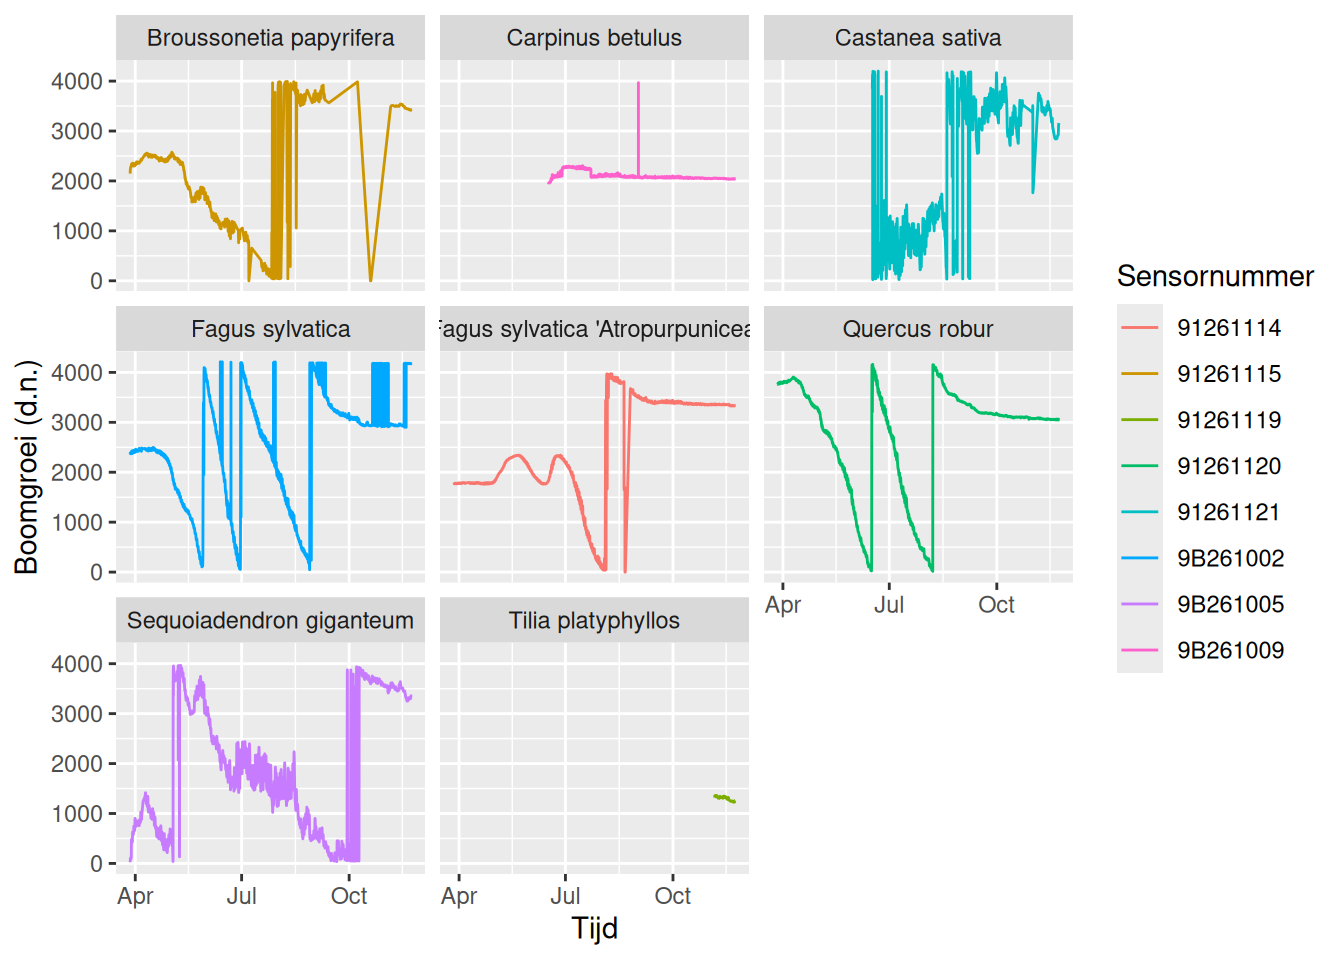 Broussonetia papyrifera
Carpinus betulus
Castanea sativa
4000
3000
2000
1000
0
Fagus sylvatica
Fagus sylvatica 'Atropurpunicea
Quercus robur
4000
3000
2000
1000
0
Apr Jul Oct
Sequoiadendron giganteum
Tilia platyphyllos
4000
3000
2000
1000
0
Apr Jul Oct
Apr Jul Oct
Tijd
Boomgroei (d.n.)
Sensornummer
91261114
91261115
91261119
91261120
91261121
9B261002
9B261005
9B261009